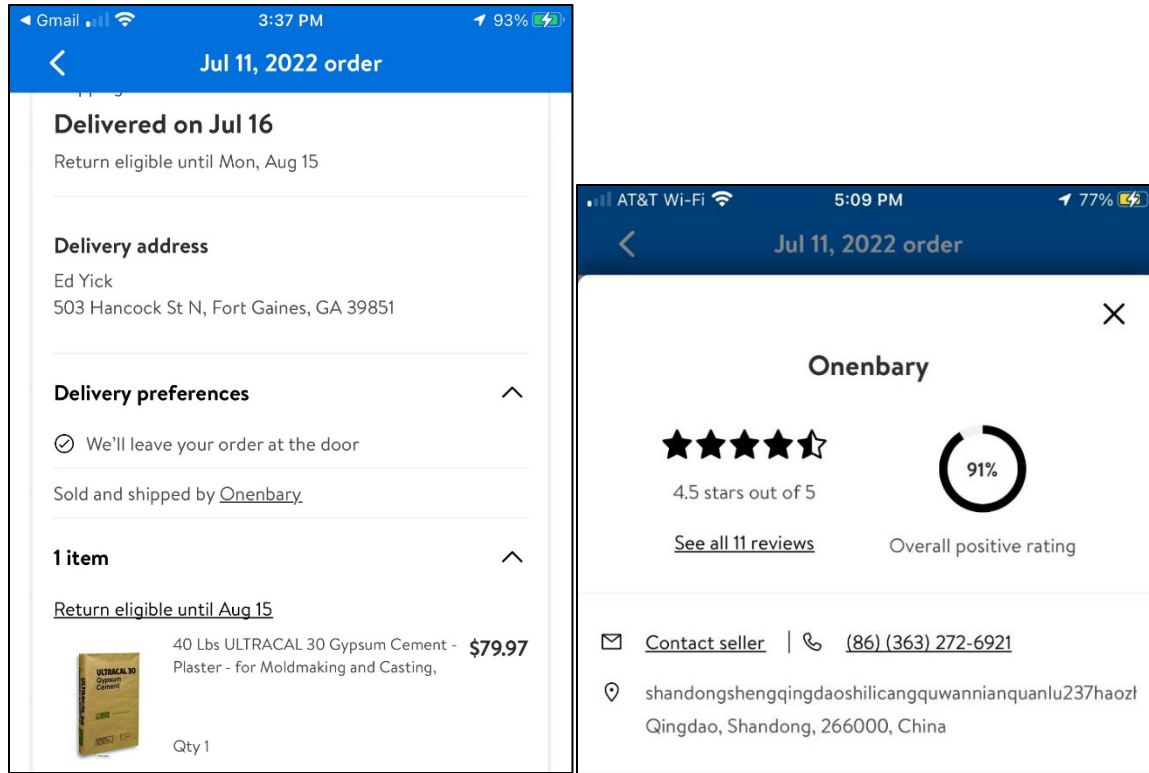 Gmail
3:37 PM
93%
Jul 11, 2022 order
Delivered on Jul 16
Return eligible until Mon, Aug 15
Delivery address
Ed Yick
503 Hancock St N, Fort Gaines, GA 39851
Delivery preferences
We'll leave your order at the door
Sold and shipped by Onenbary
1 item
Return eligible until Aug 15
40 Lbs ULTRACAL 30 Gypsum Cement -
$79.97
Plaster - for Moldmaking and Casting,
ULTRACAL 30
Gypsum
Cement
ULTRACAL 30
Qty 1
AT&T Wi-Fi
5:09 PM
77%
Jul 11, 2022 order
Onenbary
91%
4.5 stars out of 5
See all 11 reviews
Overall positive rating
Contact seller
(86) (363) 272-6921
shandongshengqingdaoshilicangquwannianquanlu237haozh
Qingdao, Shandong, 266000, China